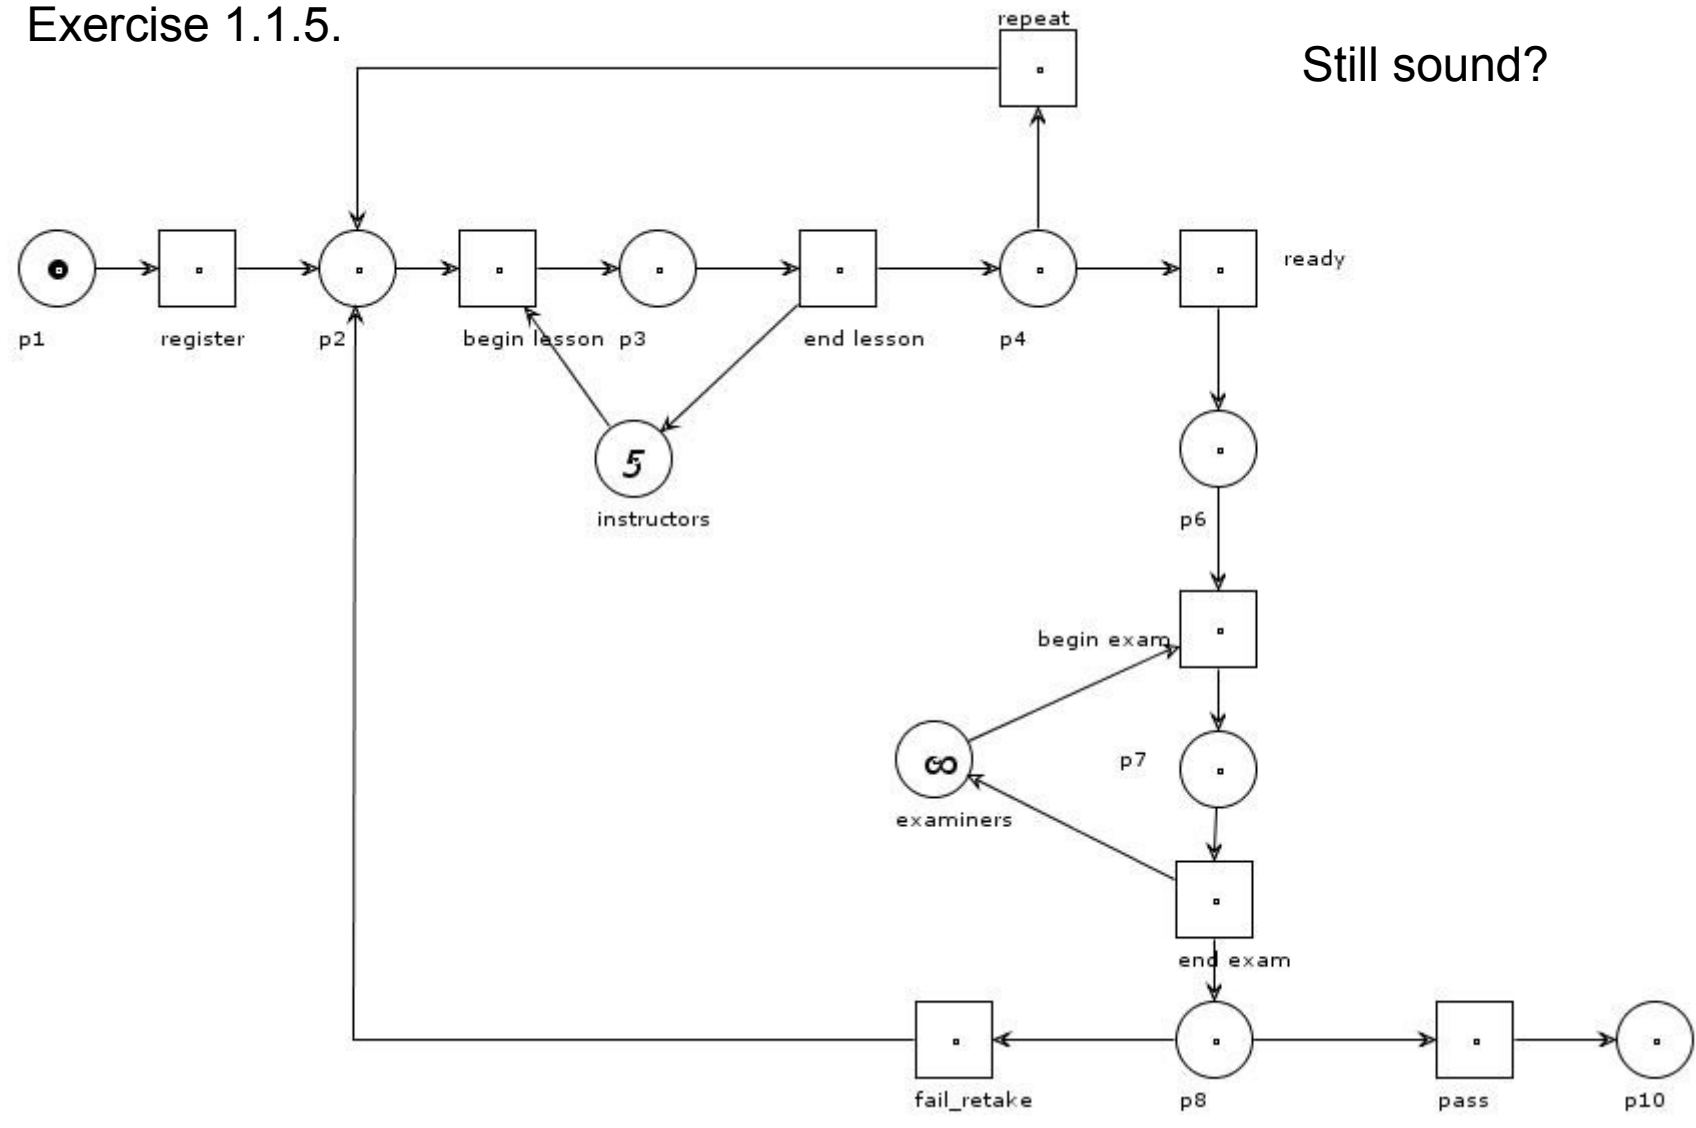 Exercise 1.1.5.
repeat
Still sound?
ready
p1
register
p2
begin lesson
p3
end lesson
p4
5
instructors
p6
begin exam
p7
∞
examiners
end exam
fail_retake
p8
pass
p10